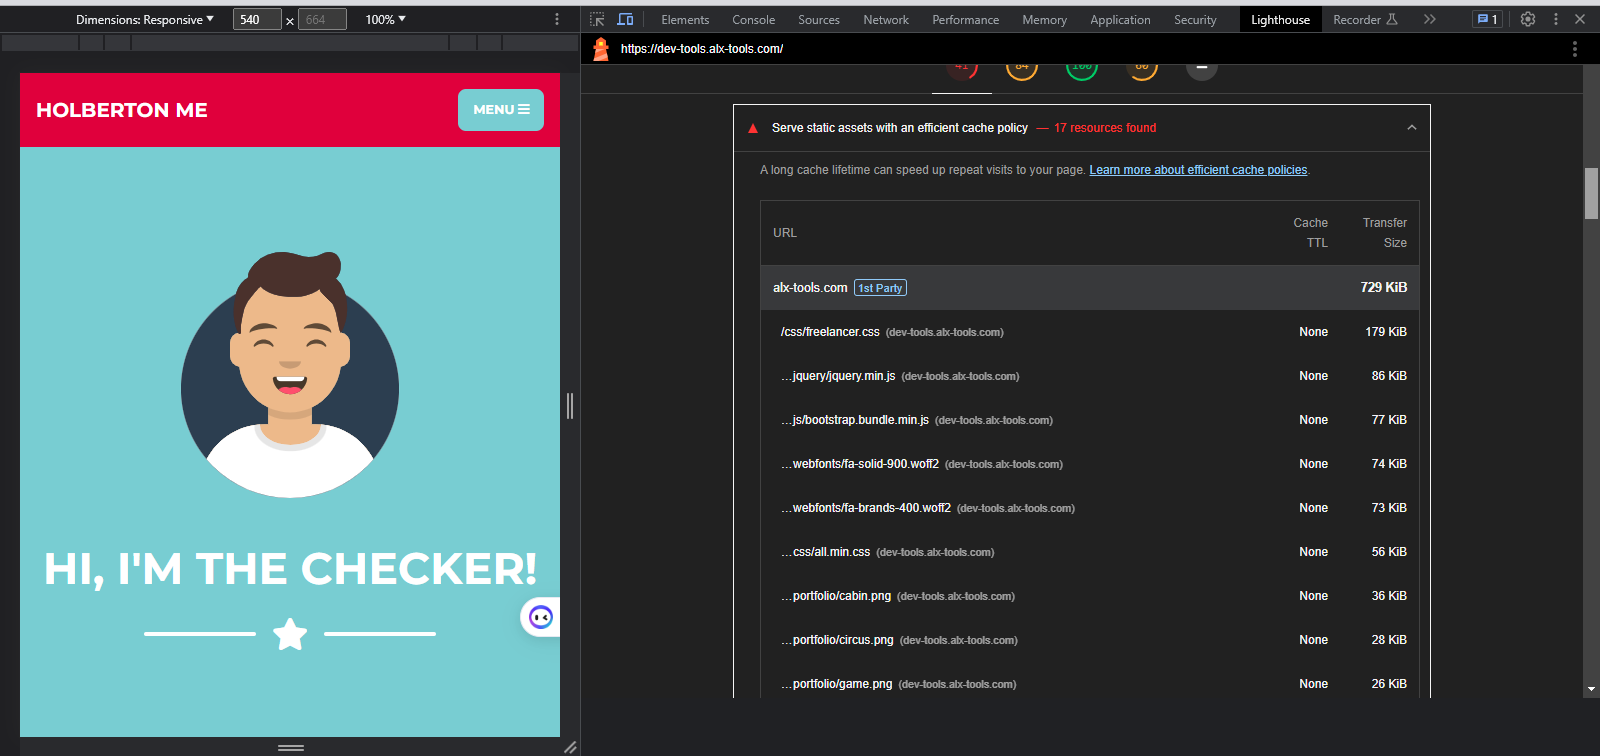 Dimensions: Responsive 540 × 664 100%
Elements Console Sources Network Performance Memory Application Security Lighthouse Recorder 1
https://dev-tools.alx-tools.com/
41 84 100 80
HOLBERTON ME
MENU
HI, I'M THE CHECKER!
Serve static assets with an efficient cache policy — 17 resources found
A long cache lifetime can speed up repeat visits to your page. Learn more about efficient cache policies.
URL Cache TTL Transfer Size
alx-tools.com 1st Party 729 KiB
/css/freelancer.css (dev-tools.alx-tools.com) None 179 KiB
…jquery/jquery.min.js (dev-tools.alx-tools.com) None 86 KiB
…js/bootstrap.bundle.min.js (dev-tools.alx-tools.com) None 77 KiB
…webfonts/fa-solid-900.woff2 (dev-tools.alx-tools.com) None 74 KiB
…webfonts/fa-brands-400.woff2 (dev-tools.alx-tools.com) None 73 KiB
…css/all.min.css (dev-tools.alx-tools.com) None 56 KiB
…portfolio/cabin.png (dev-tools.alx-tools.com) None 36 KiB
…portfolio/circus.png (dev-tools.alx-tools.com) None 28 KiB
…portfolio/game.png (dev-tools.alx-tools.com) None 26 KiB